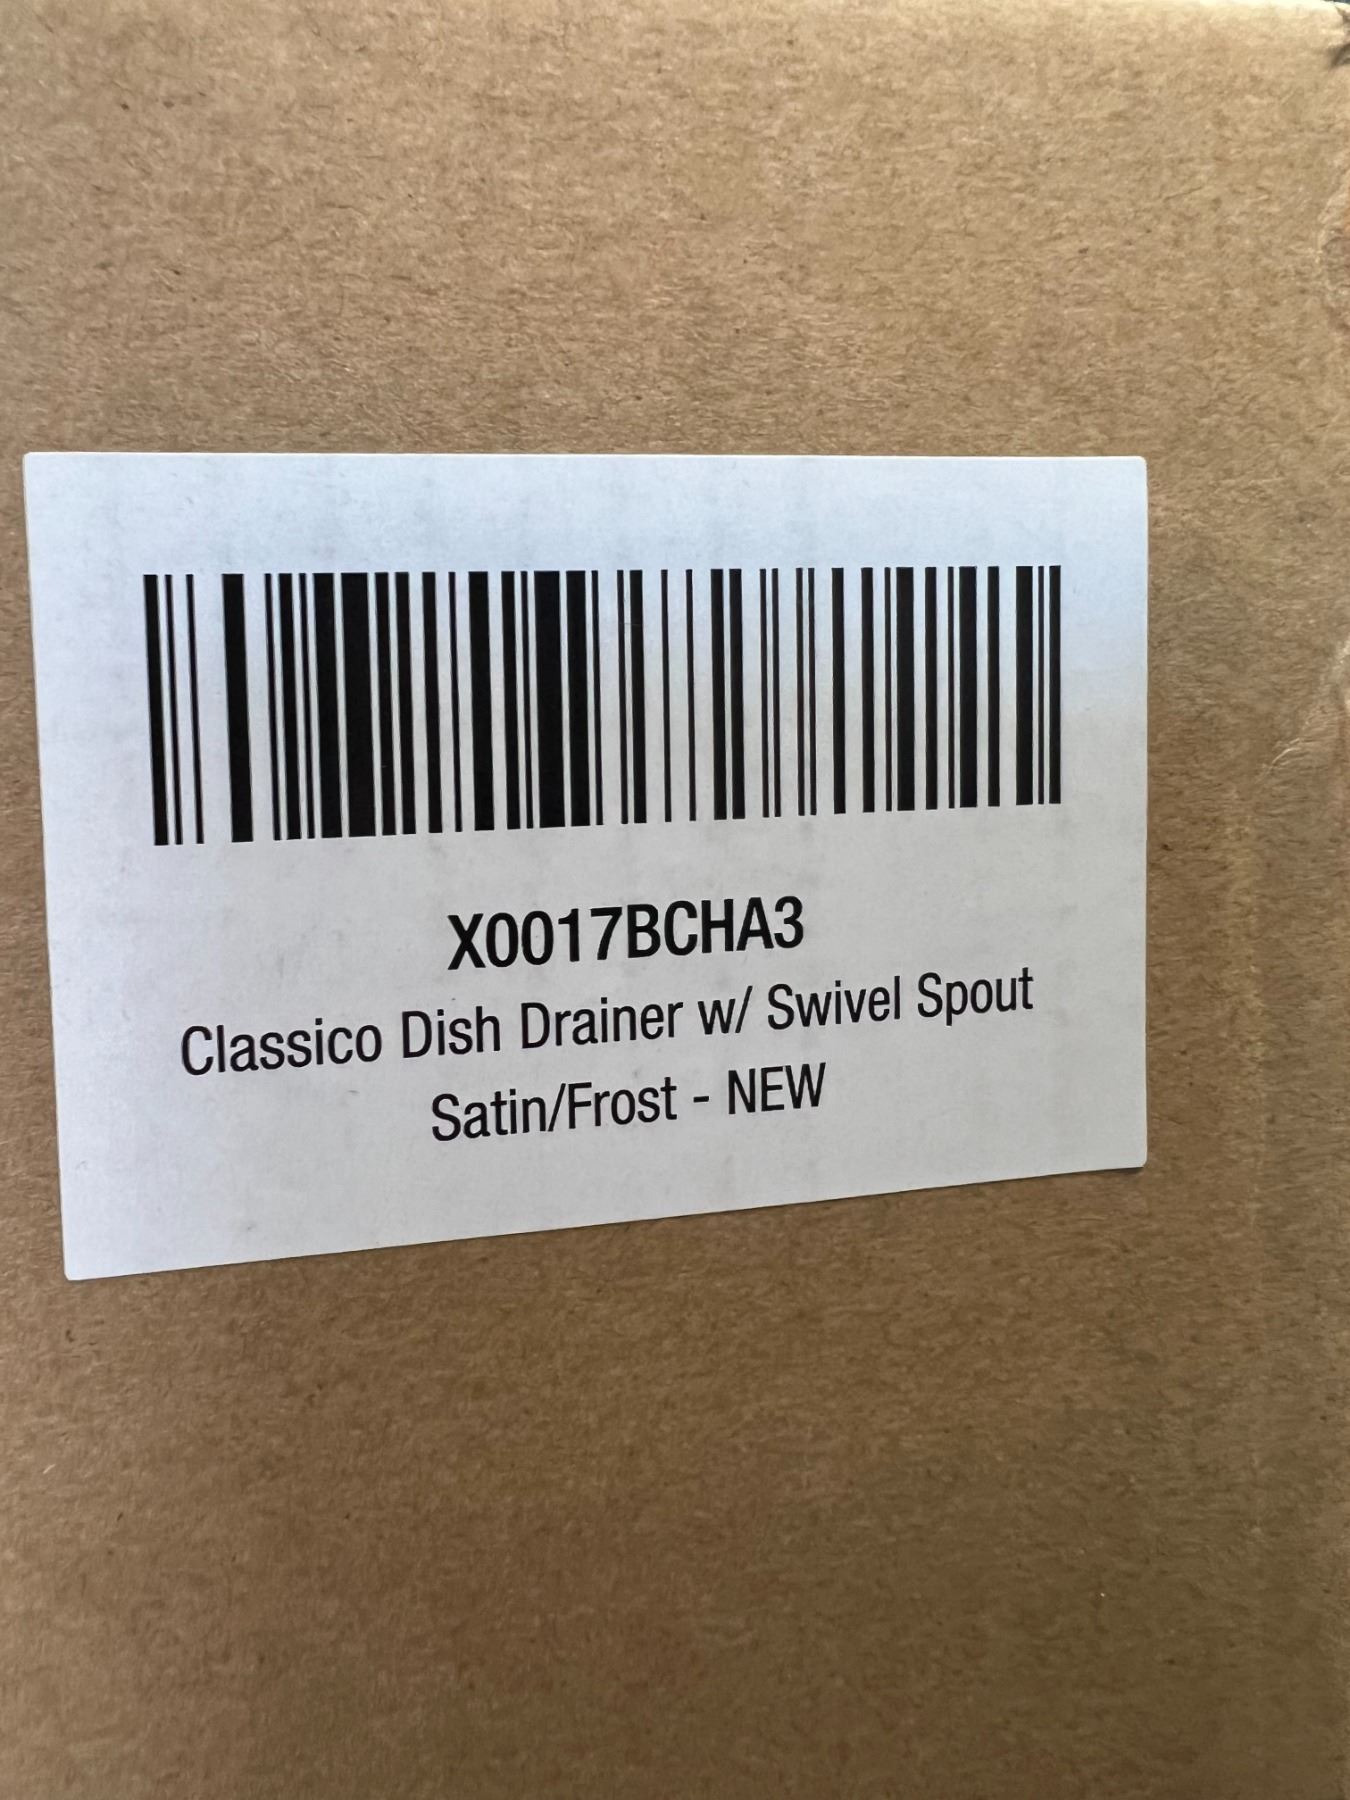 X0017BCHA3
Classico Dish Drainer w/ Swivel Spout
Satin/Frost - NEW